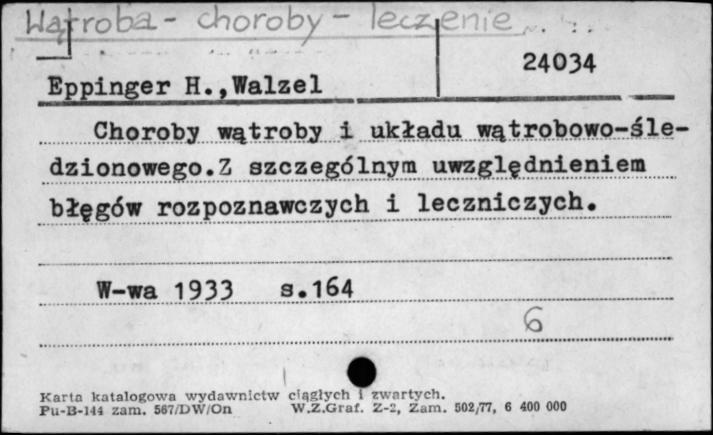 Wątroba - choroby - leczenie
24034
Eppinger H.,Walzel
Choroby wątroby i układu wątrobowo-śle-
dzionowego.Z szczególnym uwzględnieniem
błęgów rozpoznawczych i leczniczych.
W-wa 1933 s.164
6
Karta katalogowa wydawnictw ciągłych i zwartych.
Pu-B-144 zam. 567/DW/On W.Z.Graf. Z-2, Zam. 502/77, 6 400 000